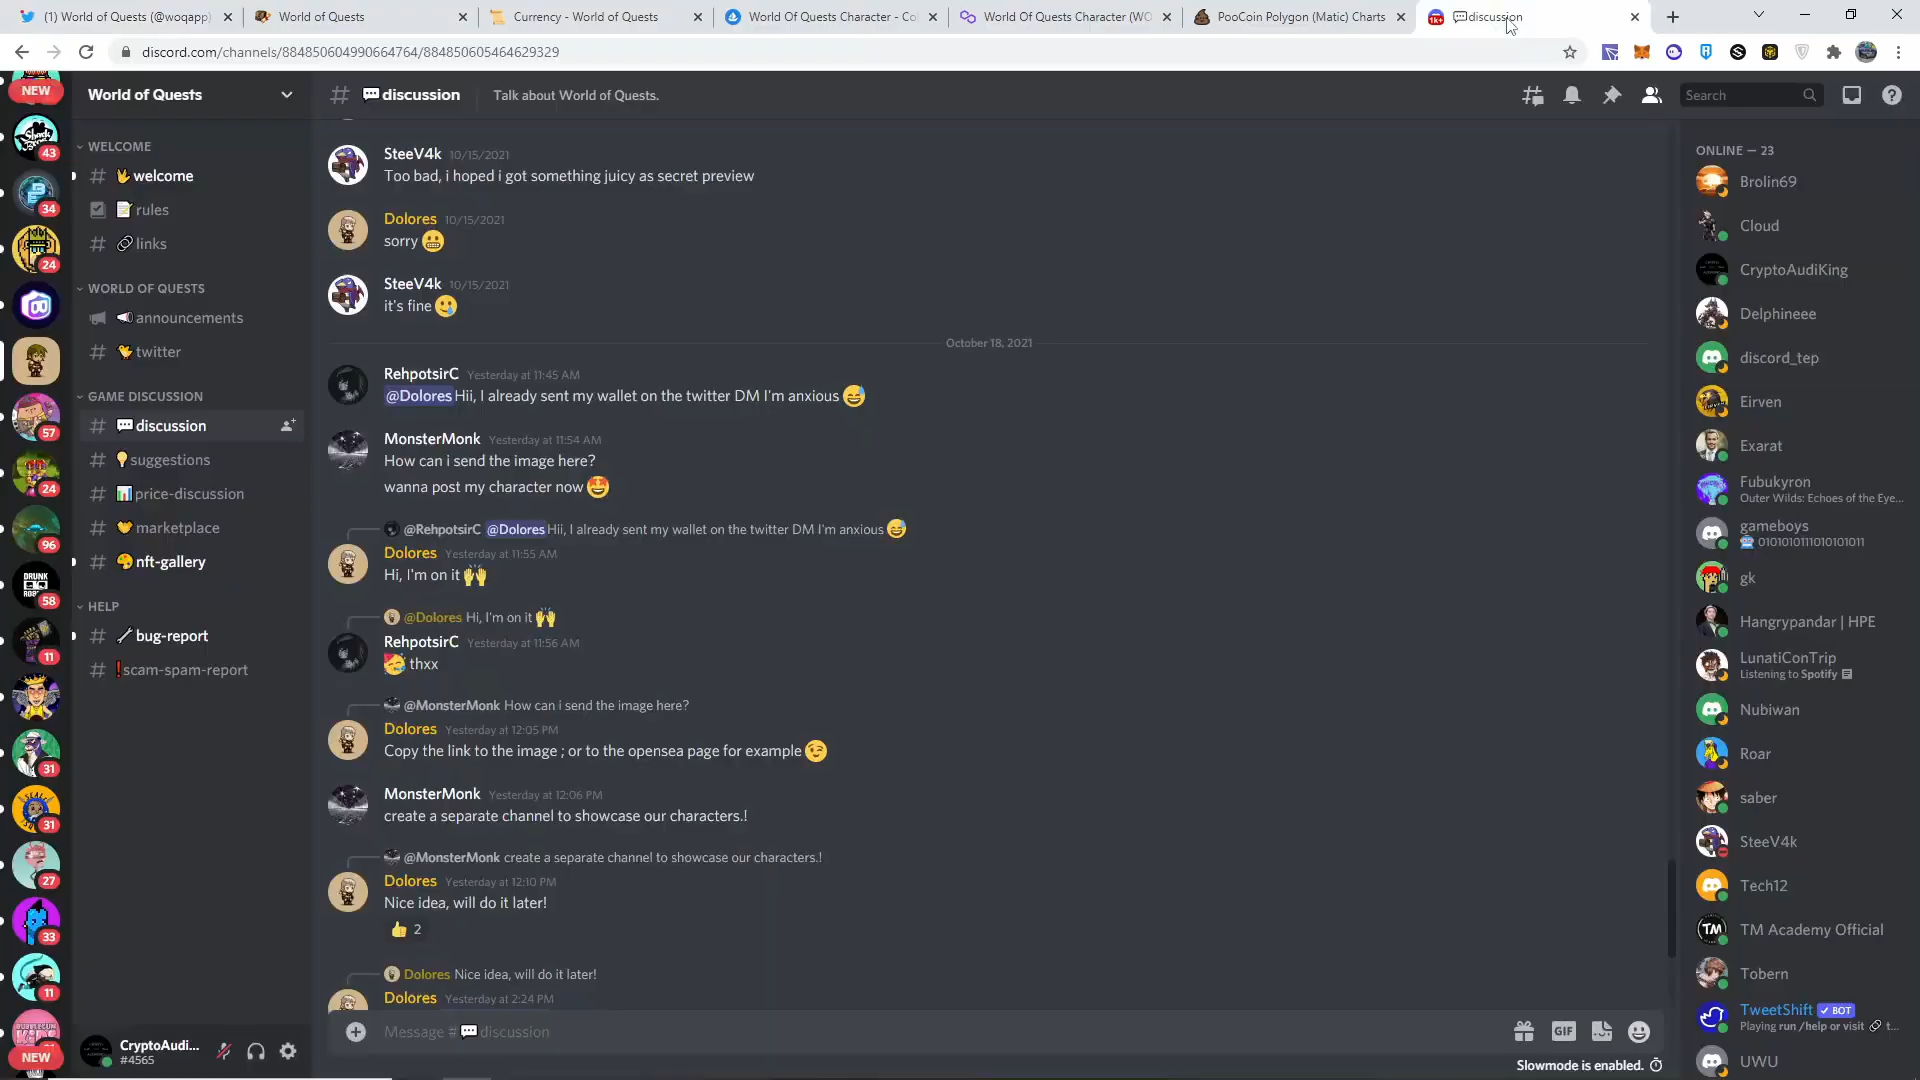 (1) World of Quests (@woqapp)
World of Quests
Currency - World of Quests
World Of Quests Character - Co
World Of Quests Character (WO
PooCoin Polygon (Matic) Charts
discussion
discord.com/channels/884850604990664764/884850605464629329
NEW
43
34
24
57
24
96
58
11
31
31
27
33
11
NEW
World of Quests
WELCOME
welcome
rules
links
WORLD OF QUESTS
announcements
twitter
GAME DISCUSSION
discussion
suggestions
price-discussion
marketplace
nft-gallery
HELP
bug-report
scam-spam-report
CryptoAudi...
#4565
discussion
Talk about World of Quests.
Search
SteeV4k 10/15/2021
Too bad, i hoped i got something juicy as secret preview
Dolores 10/15/2021
sorry
SteeV4k 10/15/2021
it's fine
October 18, 2021
RehpotsirC Yesterday at 11:45 AM
@Dolores Hii, I already sent my wallet on the twitter DM I'm anxious
MonsterMonk Yesterday at 11:54 AM
How can i send the image here?
wanna post my character now
@RehpotsirC @Dolores Hii, I already sent my wallet on the twitter DM I'm anxious
Dolores Yesterday at 11:55 AM
Hi, I'm on it
@Dolores Hi, I'm on it
RehpotsirC Yesterday at 11:56 AM
thxx
@MonsterMonk How can i send the image here?
Dolores Yesterday at 12:05 PM
Copy the link to the image ; or to the opensea page for example
MonsterMonk Yesterday at 12:06 PM
create a separate channel to showcase our characters.!
@MonsterMonk create a separate channel to showcase our characters.!
Dolores Yesterday at 12:10 PM
Nice idea, will do it later!
2
Dolores Nice idea, will do it later!
Dolores Yesterday at 2:24 PM
Message # discussion
GIF
Slowmode is enabled.
ONLINE — 23
Brolin69
Cloud
CryptoAudiKing
Delphineee
discord_tep
Eirven
Exarat
Fubukyron
Outer Wilds: Echoes of the Eye...
gameboys
0101010111010101011
gk
Hangrypandar | HPE
LunatiConTrip
Listening to Spotify
Nubiwan
Roar
saber
SteeV4k
Tech12
TM Academy Official
Tobern
TweetShift BOT
Playing run /help or visit t...
UWU